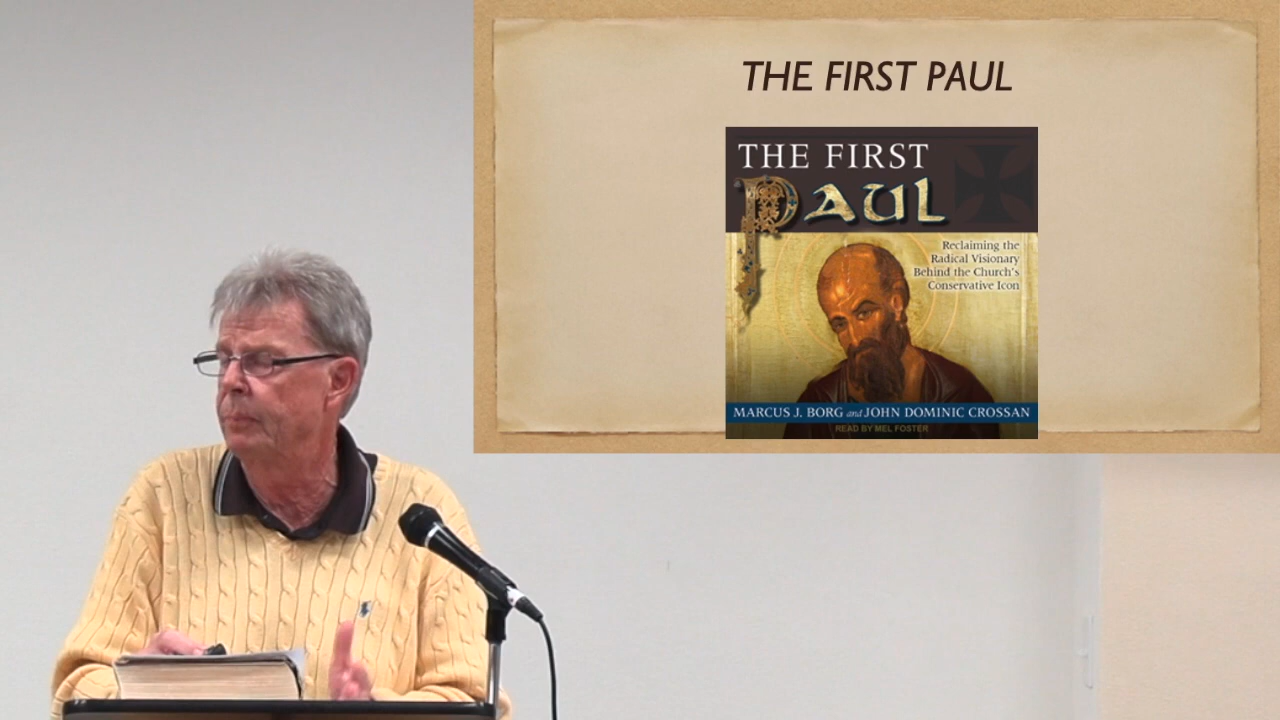 THE FIRST PAUL
THE FIRST
PAUL
Reclaiming the
Radical Visionary
Behind the Church's
Conservative Icon
MARCUS J. BORG and JOHN DOMINIC CROSSAN
READ BY MEL FOSTER